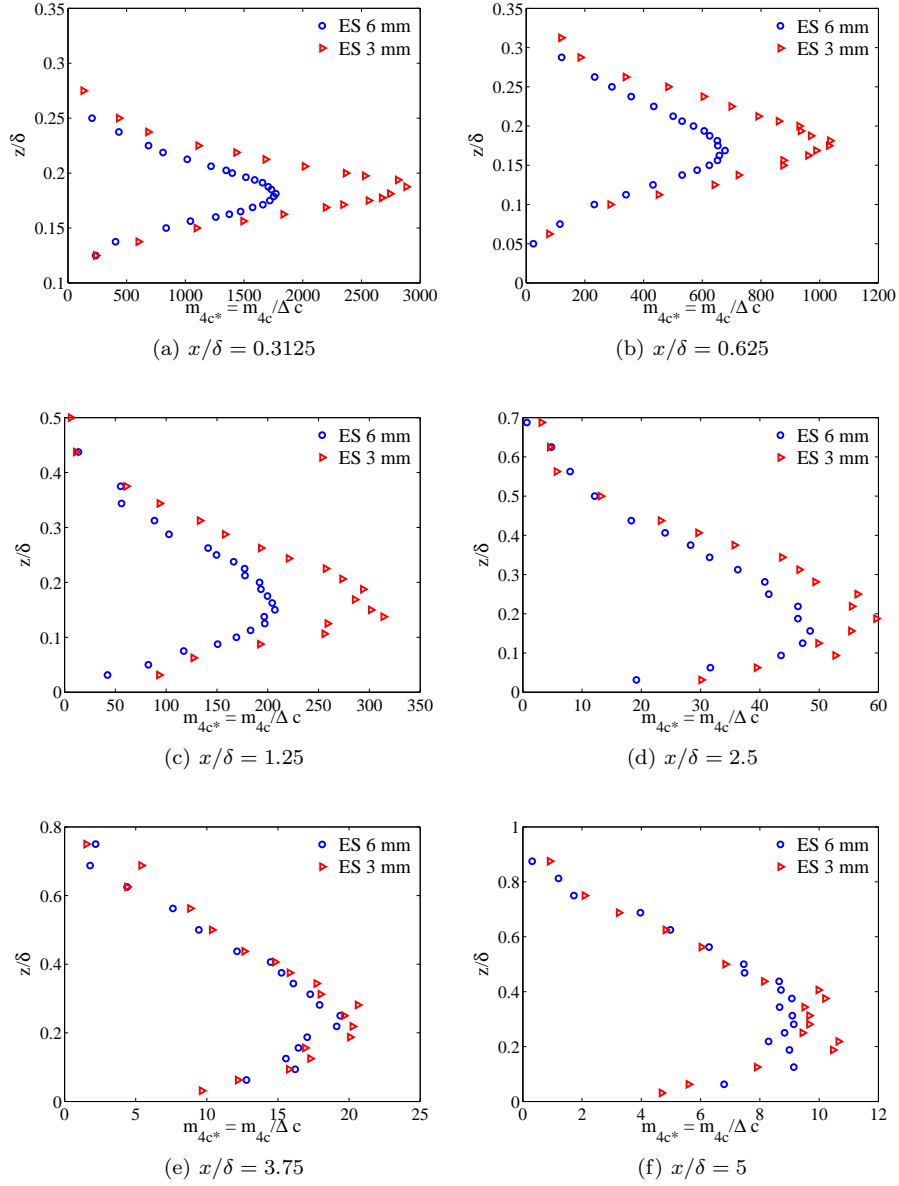 0.35
0.3
0.25
0.2
0.15
0.1
z/δ
0 500 1000 1500 2000 2500 3000
m4c* = m4c/Δ c
ES 6 mm
ES 3 mm
(a) x/δ = 0.3125
0.35
0.3
0.25
0.2
0.15
0.1
0.05
0
z/δ
0 200 400 600 800 1000 1200
m4c* = m4c/Δ c
ES 6 mm
ES 3 mm
(b) x/δ = 0.625
0.5
0.4
0.3
0.2
0.1
0
z/δ
0 50 100 150 200 250 300 350
m4c* = m4c/Δ c
ES 6 mm
ES 3 mm
(c) x/δ = 1.25
0.7
0.6
0.5
0.4
0.3
0.2
0.1
0
z/δ
0 10 20 30 40 50 60
m4c* = m4c/Δ c
ES 6 mm
ES 3 mm
(d) x/δ = 2.5
0.8
0.6
0.4
0.2
0
z/δ
0 5 10 15 20 25
m4c* = m4c/Δ c
ES 6 mm
ES 3 mm
(e) x/δ = 3.75
1
0.8
0.6
0.4
0.2
0
z/δ
0 2 4 6 8 10 12
m4c* = m4c/Δ c
ES 6 mm
ES 3 mm
(f) x/δ = 5